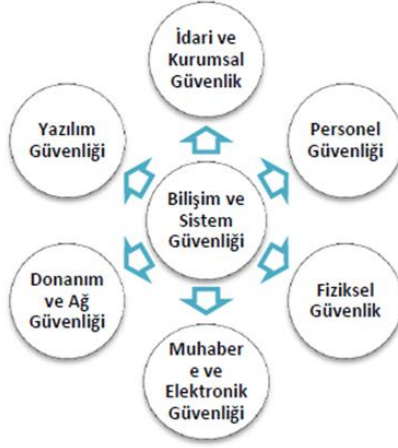 İdari ve
Kurumsal
Güvenlik
Yazılım
Güvenliği
Personel
Güvenliği
Bilişim ve
Sistem
Güvenliği
Donanım
ve Ağ
Güvenliği
Fiziksel
Güvenlik
Muhaber
e ve
Elektronik
Güvenliği